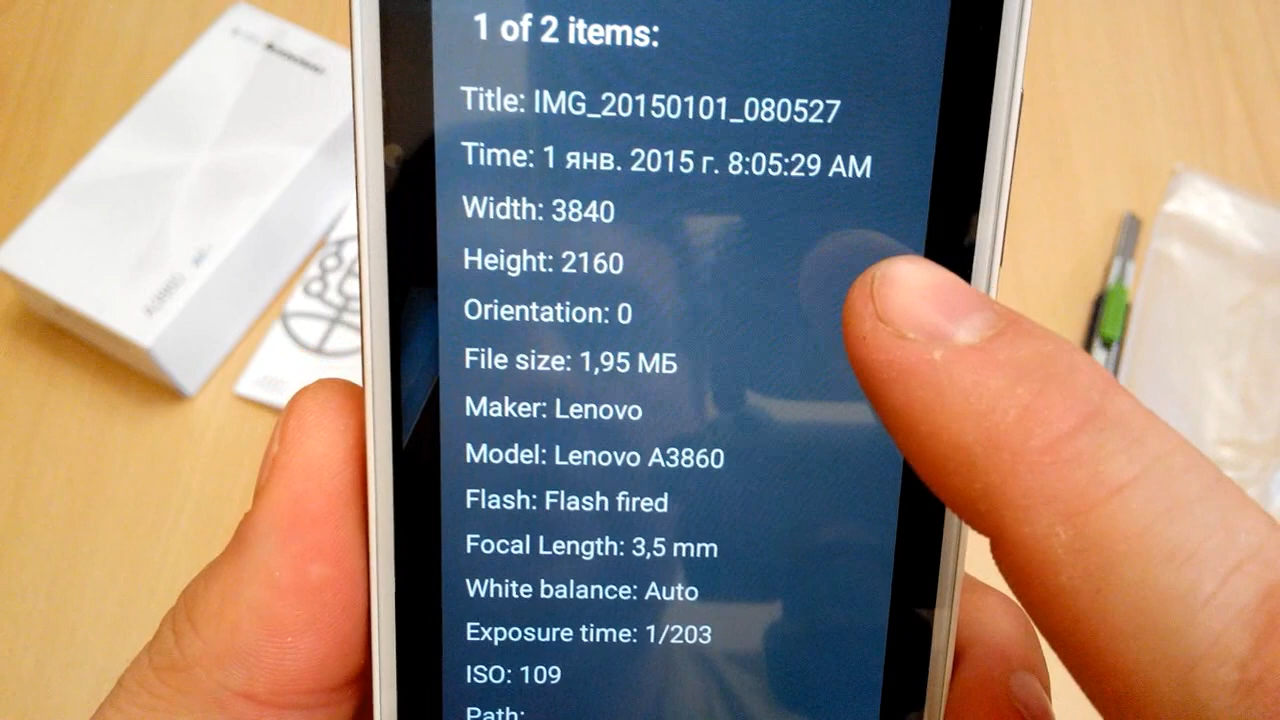 1 of 2 items:
Title: IMG_20150101_080527
Time: 1 янв. 2015 г. 8:05:29 AM
Width: 3840
Height: 2160
Orientation: 0
File size: 1,95 МБ
Maker: Lenovo
Model: Lenovo A3860
Flash: Flash fired
Focal Length: 3,5 mm
White balance: Auto
Exposure time: 1/203
ISO: 109
Path: